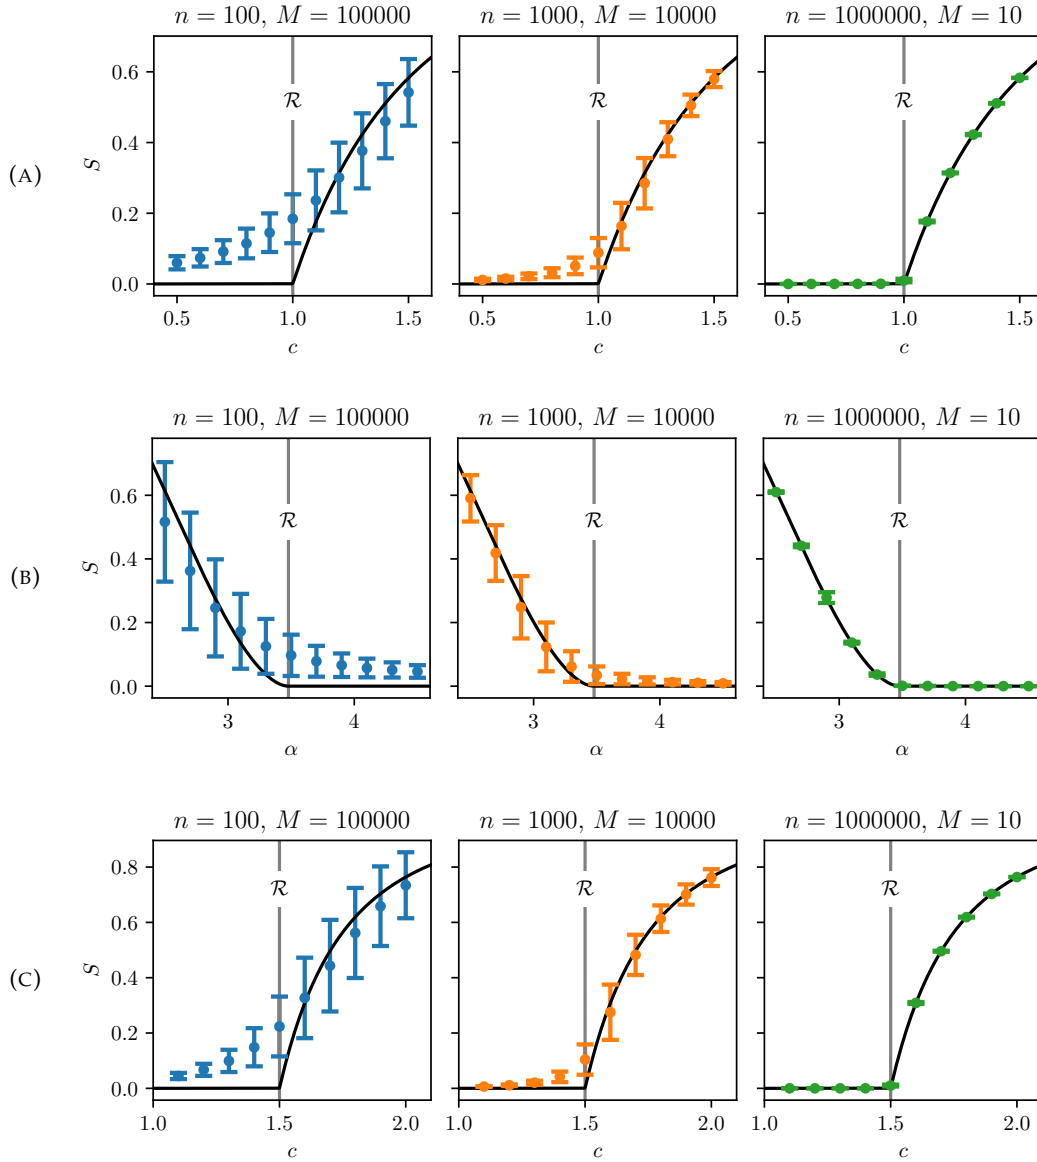 n = 100, M = 100000 n = 1000, M = 10000 n = 1000000, M = 10
(A)
S
0.6
0.4
0.2
0.0
ℛ ℛ ℛ
0.5 1.0 1.5 0.5 1.0 1.5 0.5 1.0 1.5
c c c
n = 100, M = 100000 n = 1000, M = 10000 n = 1000000, M = 10
(B)
S
0.6
0.4
0.2
0.0
ℛ ℛ ℛ
3 4 3 4 3 4
α α α
n = 100, M = 100000 n = 1000, M = 10000 n = 1000000, M = 10
(C)
S
0.8
0.6
0.4
0.2
0.0
ℛ ℛ ℛ
1.0 1.5 2.0 1.0 1.5 2.0 1.0 1.5 2.0
c c c